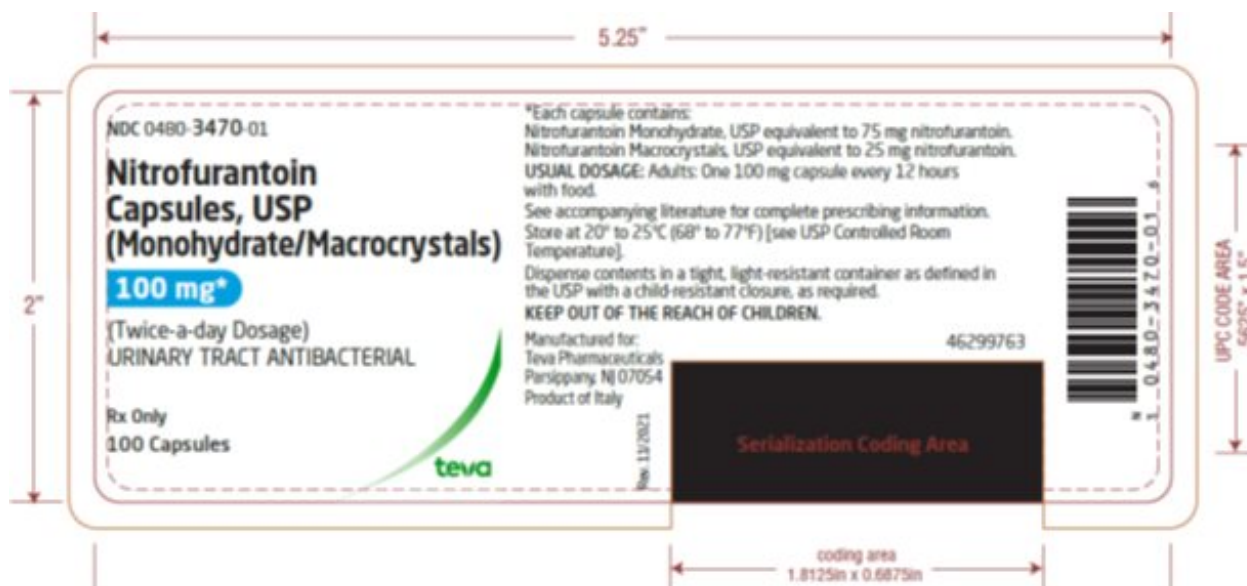 5.25"
2"
NDC 0480-3470-01
Nitrofurantoin
Capsules, USP
(Monohydrate/Macrocrystals)
100 mg*
(Twice-a-day Dosage)
URINARY TRACT ANTIBACTERIAL
Rx Only
100 Capsules
teva
*Each capsule contains:
Nitrofurantoin Monohydrate, USP equivalent to 75 mg nitrofurantoin.
Nitrofurantoin Macrocrystals, USP equivalent to 25 mg nitrofurantoin.
USUAL DOSAGE: Adults: One 100 mg capsule every 12 hours
with food.
See accompanying literature for complete prescribing information.
Store at 20° to 25°C (68° to 77°F) [see USP Controlled Room
Temperature].
Dispense contents in a tight, light-resistant container as defined in
the USP with a child-resistant closure, as required.
KEEP OUT OF THE REACH OF CHILDREN.
Manufactured for:
Teva Pharmaceuticals
Parsippany, NJ 07054
Product of Italy
46299763
Rev. 11/2021
Serialization Coding Area
N
1 0480-3470-01 6
UPC CODE AREA
.5625" x 1.5"
coding area
1.8125in x 0.6875in